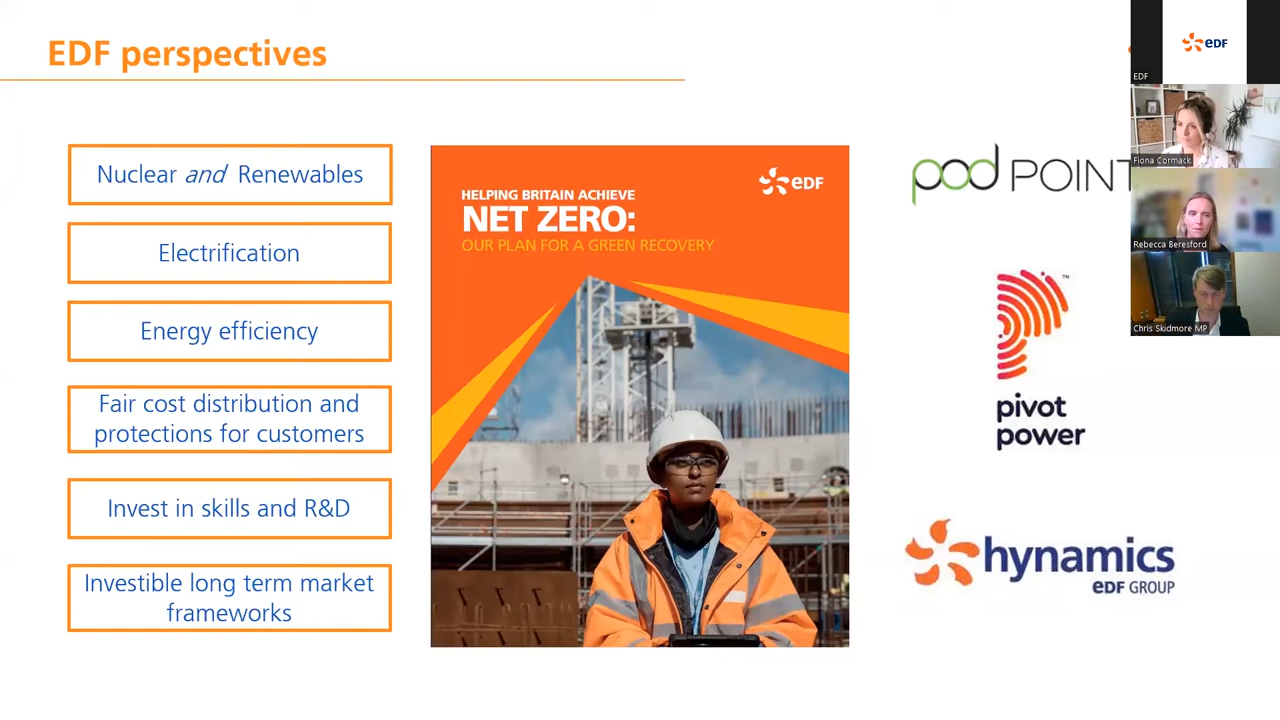 EDF perspectives
Nuclear and Renewables
Electrification
Energy efficiency
Fair cost distribution and
protections for customers
Invest in skills and R&D
Investible long term market
frameworks
HELPING BRITAIN ACHIEVE
NET ZERO:
OUR PLAN FOR A GREEN RECOVERY
eDF
pod POINT
pivot
power
TM
hynamics
eDF GROUP
eDF
EDF
Fiona Cormack
Rebecca Beresford
Chris Skidmore MP